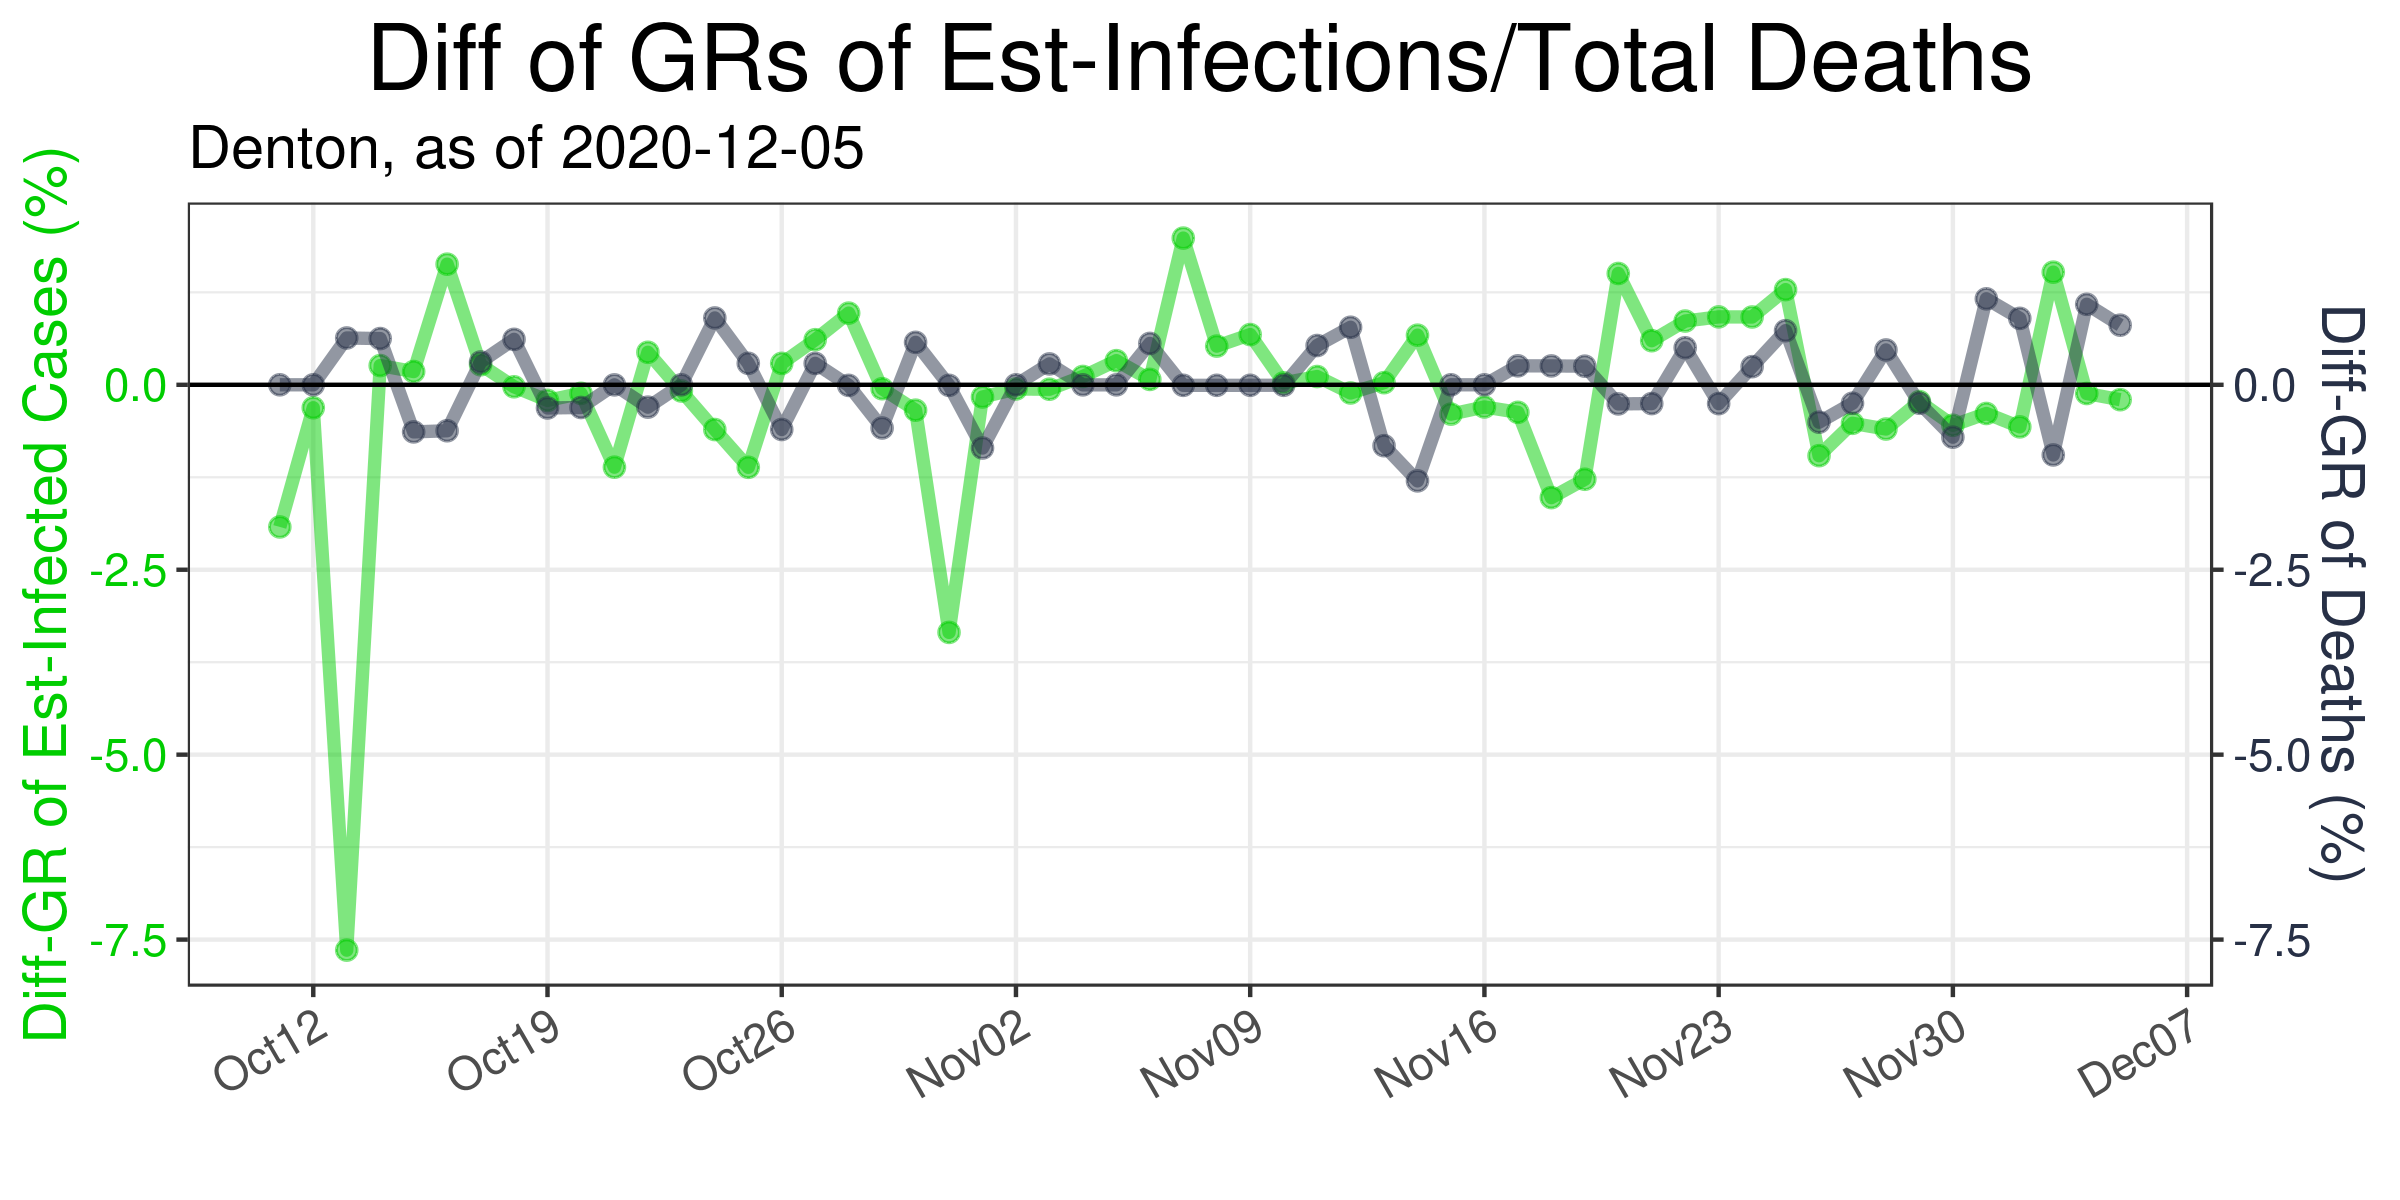 Diff of GRs of Est-Infections/Total Deaths
Denton, as of 2020-12-05
Diff-GR of Est-Infected Cases (%)
0.0
-2.5
-5.0
-7.5
0.0
-2.5
-5.0
-7.5
Diff-GR of Deaths (%)
Oct12
Oct19
Oct26
Nov02
Nov09
Nov16
Nov23
Nov30
Dec07